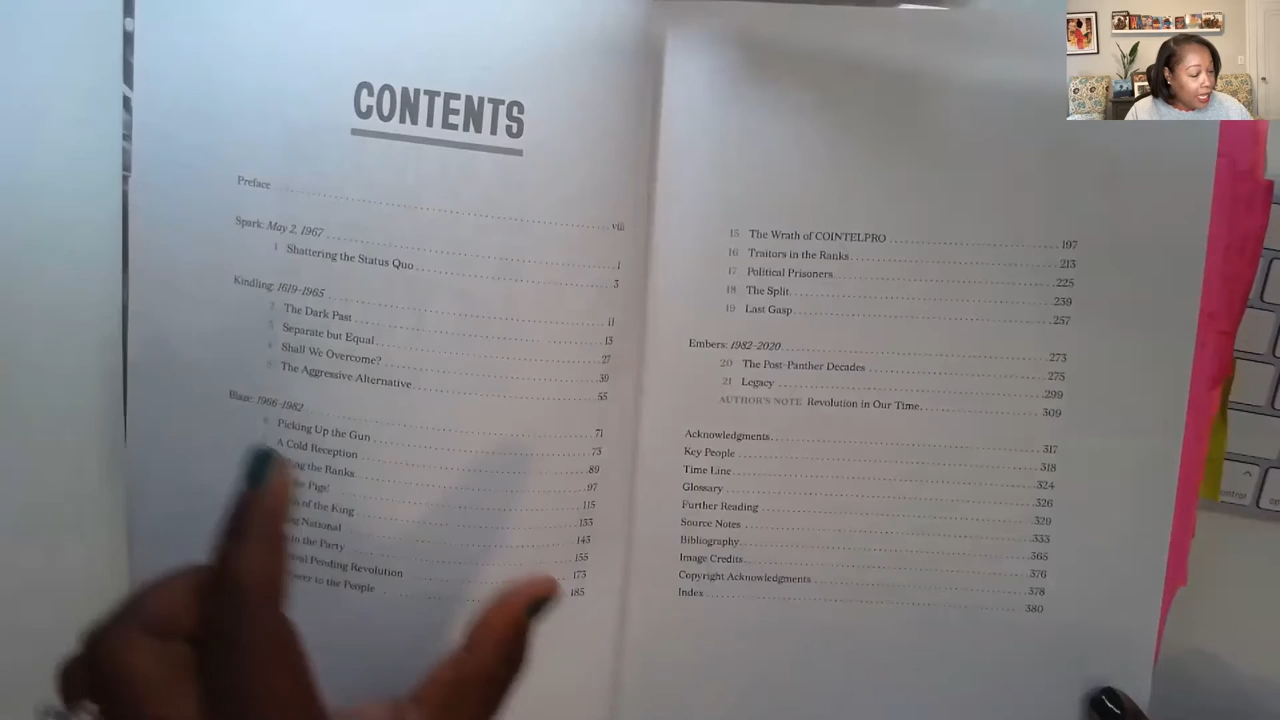 CONTENTS
Preface ..... viii
Spark: May 2, 1967 ..... 1
1 Shattering the Status Quo ..... 3
Kindling: 1619–1965 ..... 11
2 The Dark Past ..... 13
3 Separate but Equal ..... 27
4 Shall We Overcome? ..... 39
5 The Aggressive Alternative ..... 55
Blaze: 1966–1982 ..... 71
6 Picking Up the Gun ..... 73
A Cold Reception ..... 89
the Ranks ..... 97
Pigs! ..... 115
of the King ..... 133
National ..... 143
in the Party ..... 155
Pending Revolution ..... 173
to the People ..... 185
15 The Wrath of COINTELPRO ..... 197
16 Traitors in the Ranks ..... 213
17 Political Prisoners ..... 225
18 The Split ..... 239
19 Last Gasp ..... 257
Embers: 1982–2020 ..... 273
20 The Post-Panther Decades ..... 275
21 Legacy ..... 299
AUTHOR'S NOTE Revolution in Our Time ..... 309
Acknowledgments ..... 317
Key People ..... 318
Time Line ..... 324
Glossary ..... 326
Further Reading ..... 329
Source Notes ..... 333
Bibliography ..... 365
Image Credits ..... 376
Copyright Acknowledgments ..... 378
Index ..... 380
control